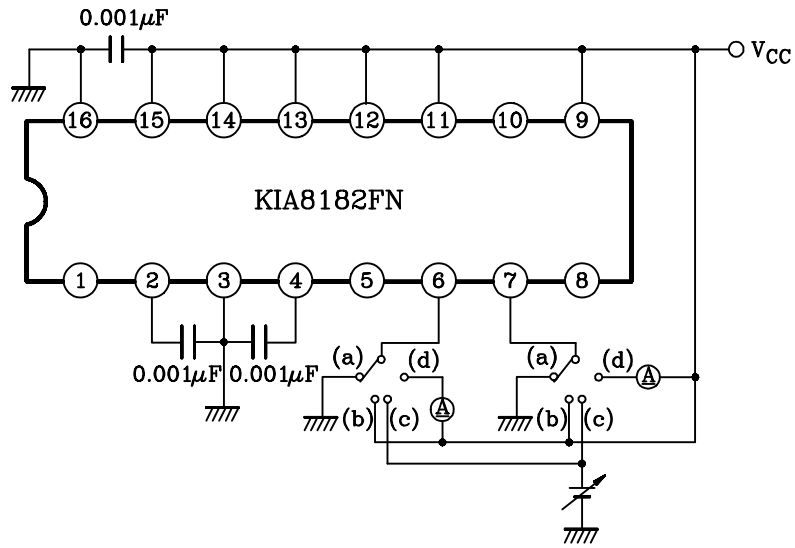 0.001μF
V_CC
16 15 14 13 12 11 10 9
KIA8182FN
1 2 3 4 5 6 7 8
0.001μF 0.001μF
(a) (d) (a) (d)
A
A
(b) (c) (b) (c)